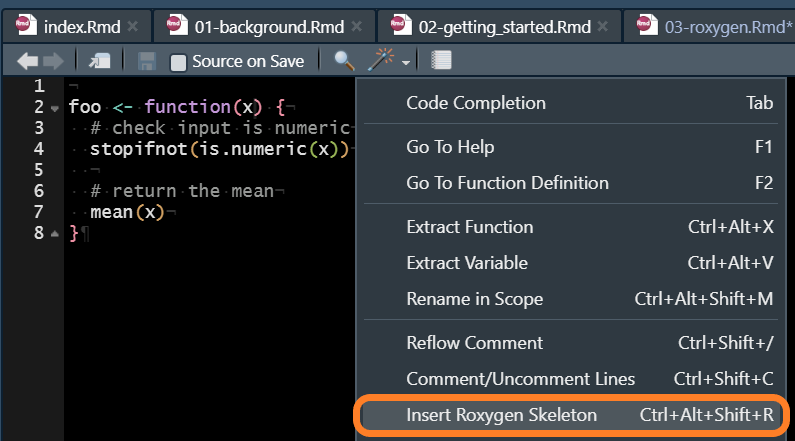 index.Rmd × 01-background.Rmd × 02-getting_started.Rmd × 03-roxygen.Rmd*
Source on Save
1 ¬
2 foo <- function(x) {
3 # check input is numeric
4 stopifnot(is.numeric(x))
5 ¬
6 # return the mean¬
7 mean(x)¬
8 }¶
Code Completion Tab
Go To Help F1
Go To Function Definition F2
Extract Function Ctrl+Alt+X
Extract Variable Ctrl+Alt+V
Rename in Scope Ctrl+Alt+Shift+M
Reflow Comment Ctrl+Shift+/
Comment/Uncomment Lines Ctrl+Shift+C
Insert Roxygen Skeleton Ctrl+Alt+Shift+R